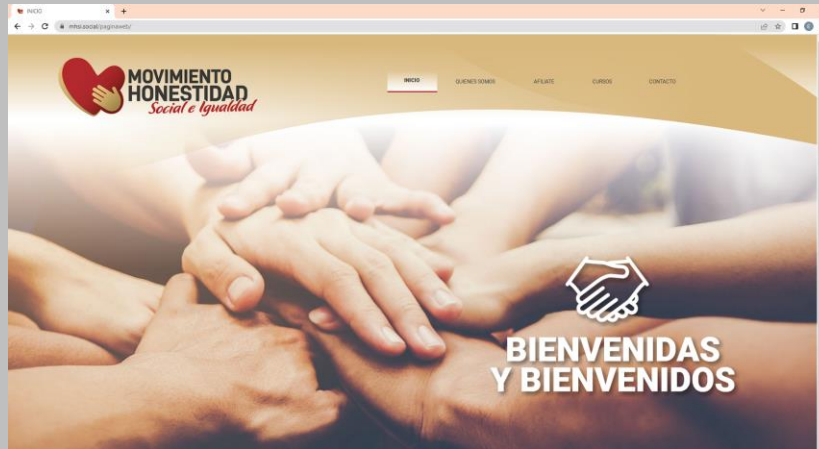 INICIO
mhsi.social/paginaweb/
MOVIMIENTO
HONESTIDAD
Social e Igualdad
INICIO
QUIENES SOMOS
AFILIATE
CURSOS
CONTACTO
BIENVENIDAS
Y BIENVENIDOS